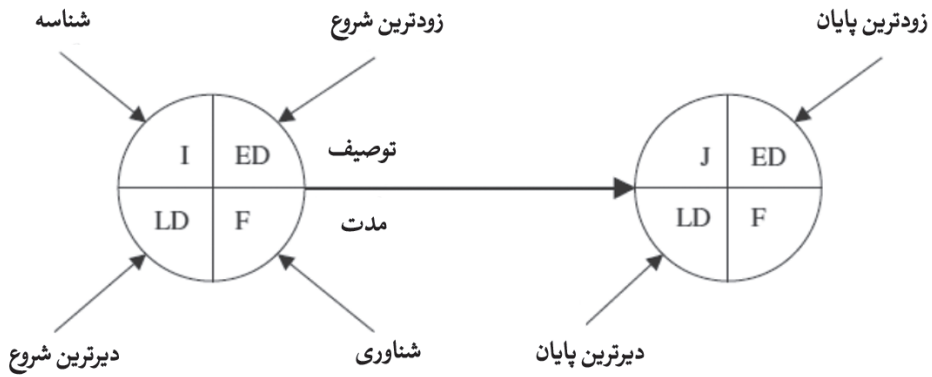 شناسه
زودترین شروع
زودترین پایان
I
ED
توصیف
J
ED
LD
F
مدت
LD
F
دیرترین شروع
شناوری
دیرترین پایان